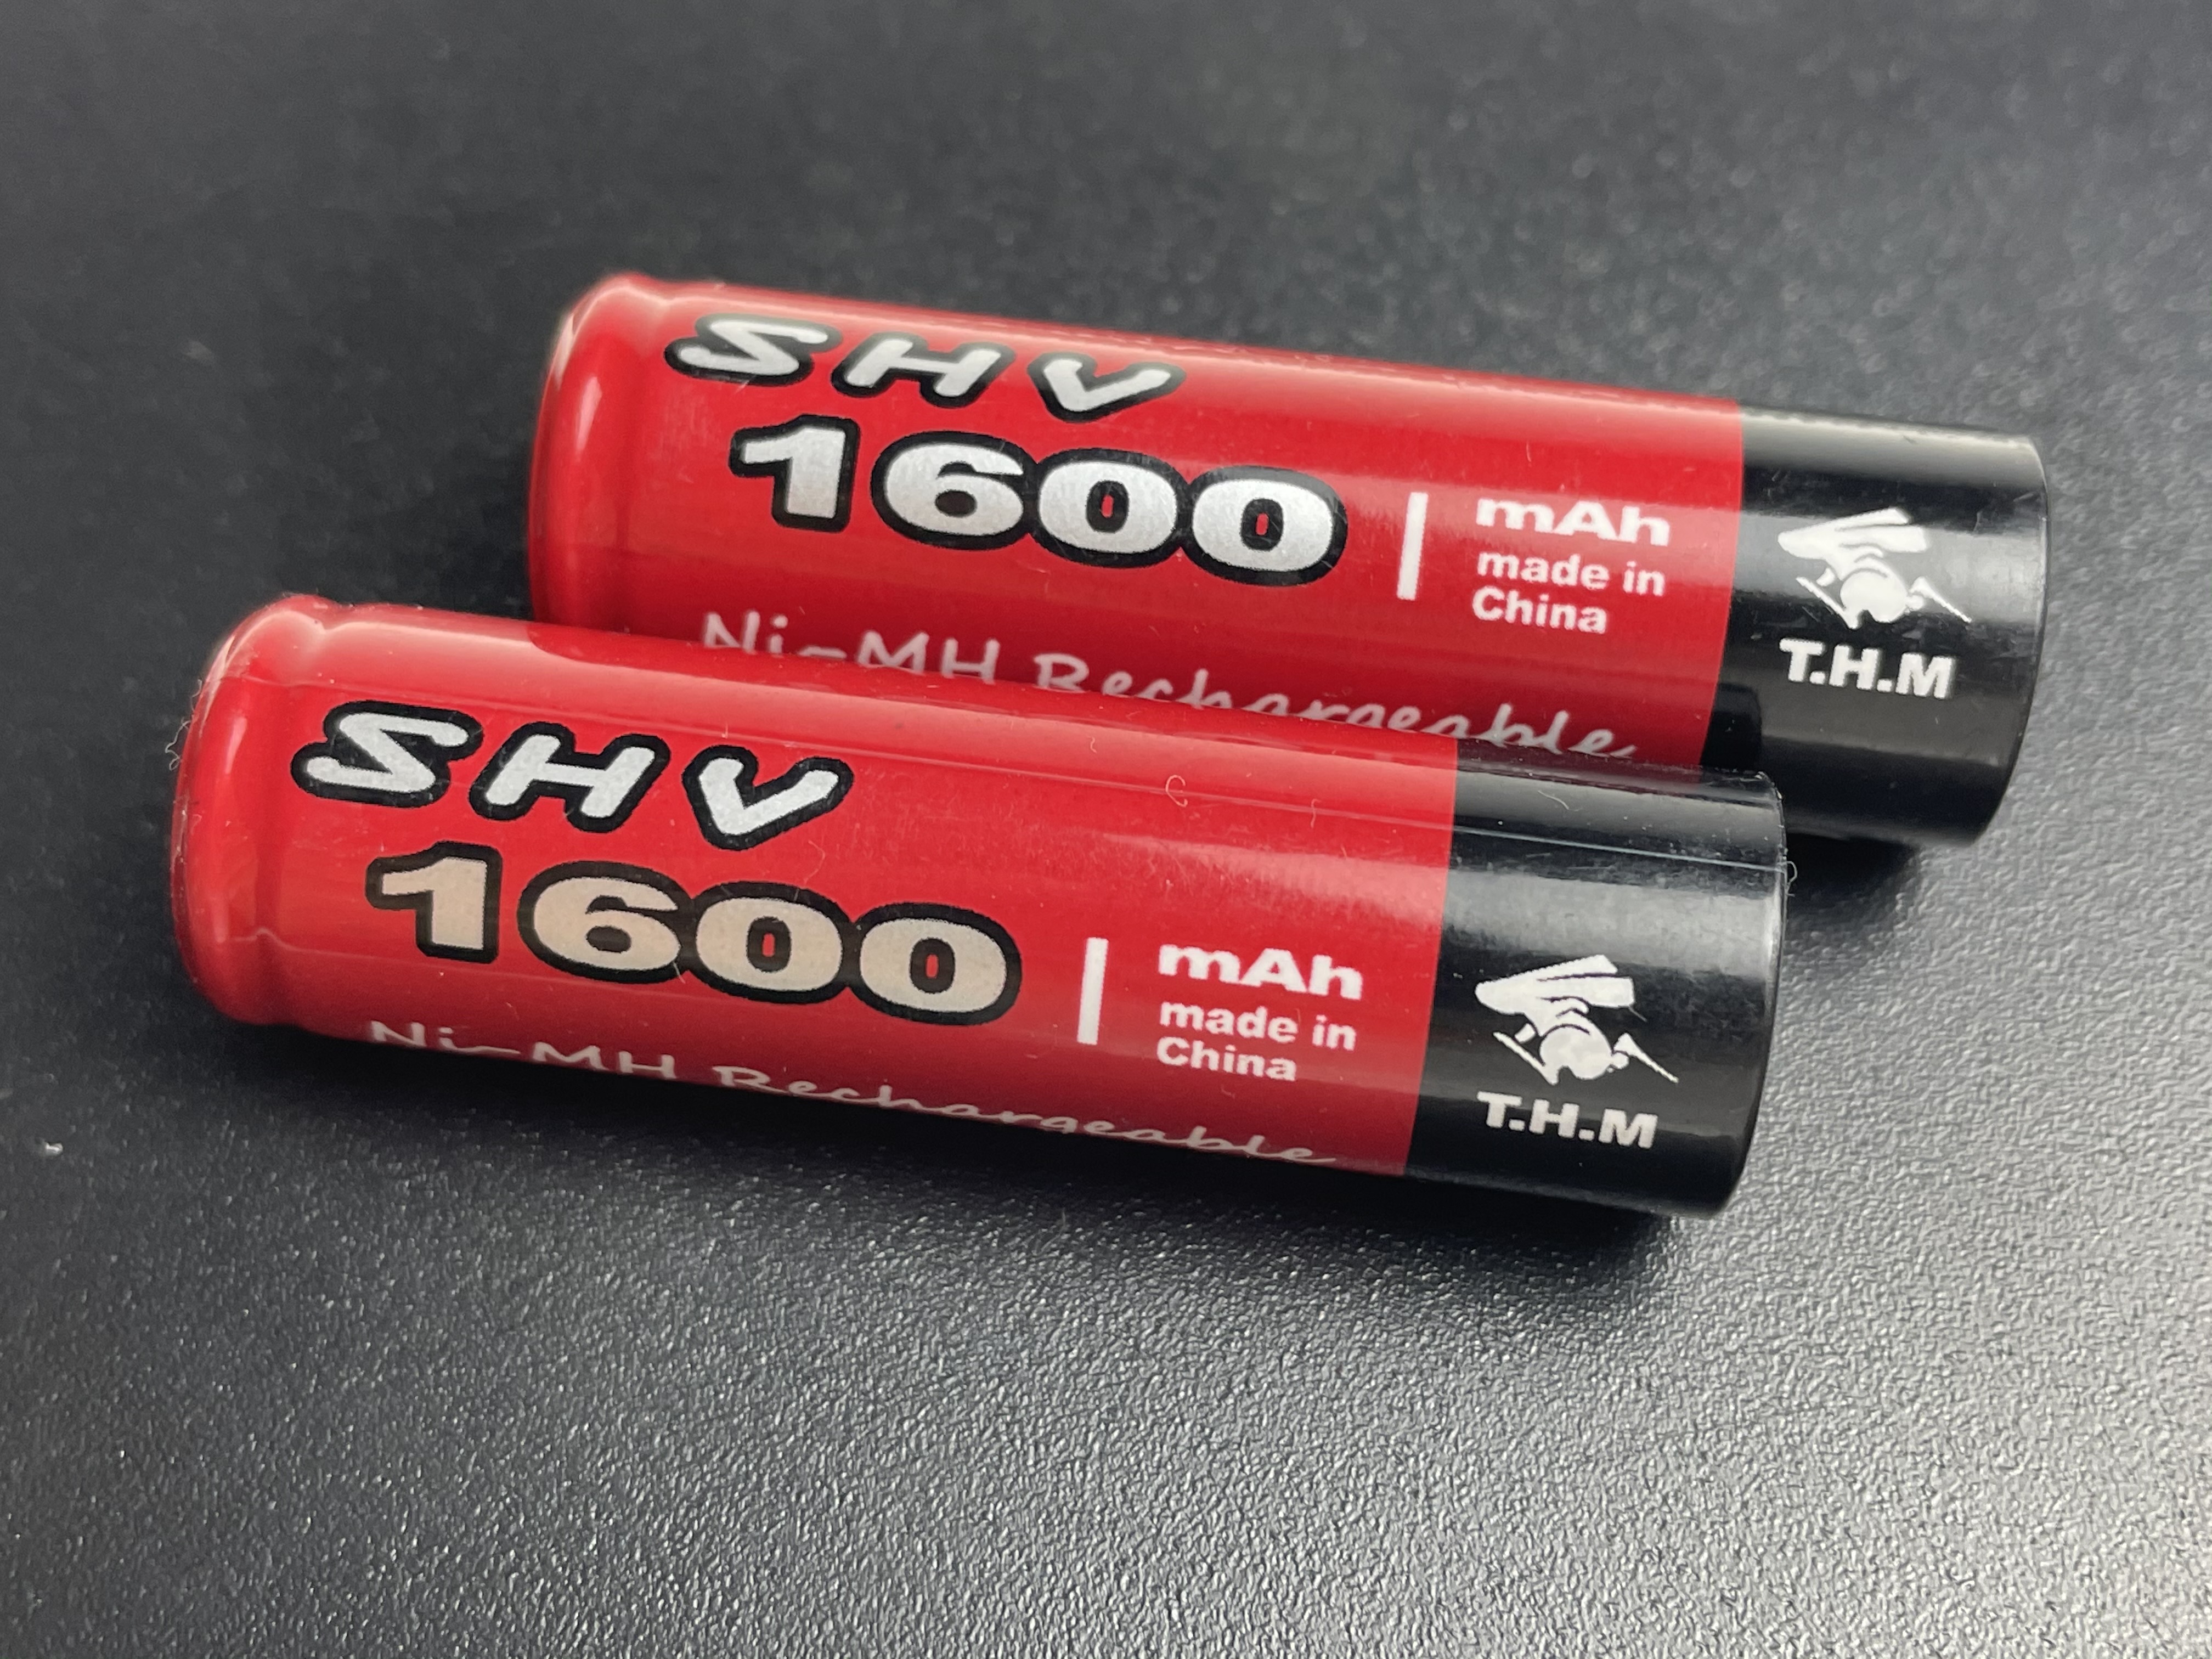 SHV
1600
mAh
made in
China
Ni-MH Rechargeable
T.H.M
SHV
1600
mAh
made in
China
Ni-MH Rechargeable
T.H.M